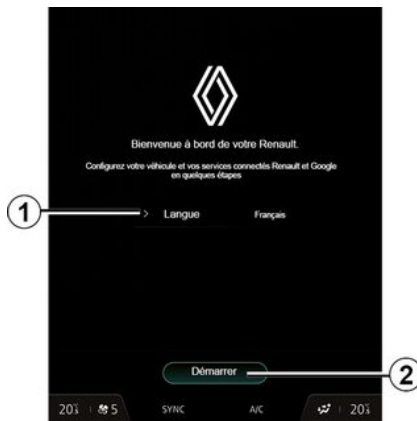 Bienvenue à bord de votre Renault.
Configurez votre véhicule et vos services connectés Renault et Google
en quelques étapes
1
> Langue Français
Démarrer
2
5 SYNC A/C